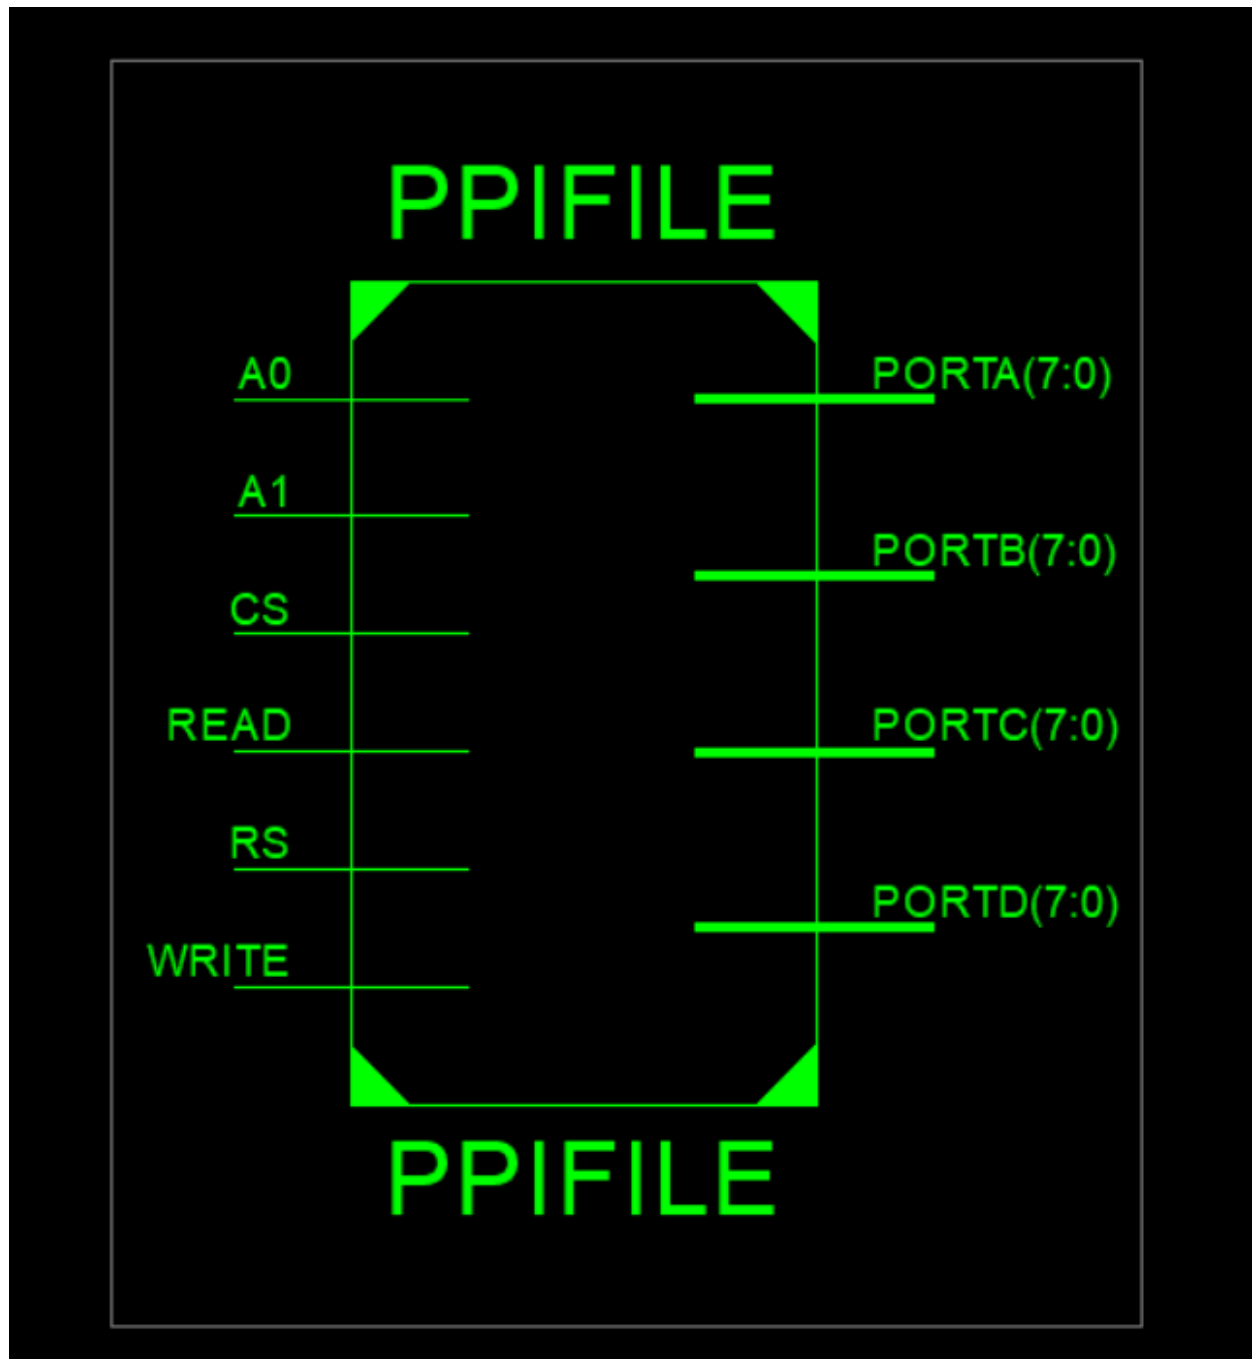 PPIFILE
A0
PORTA(7:0)
A1
PORTB(7:0)
CS
READ
PORTC(7:0)
RS
PORTD(7:0)
WRITE
PPIFILE